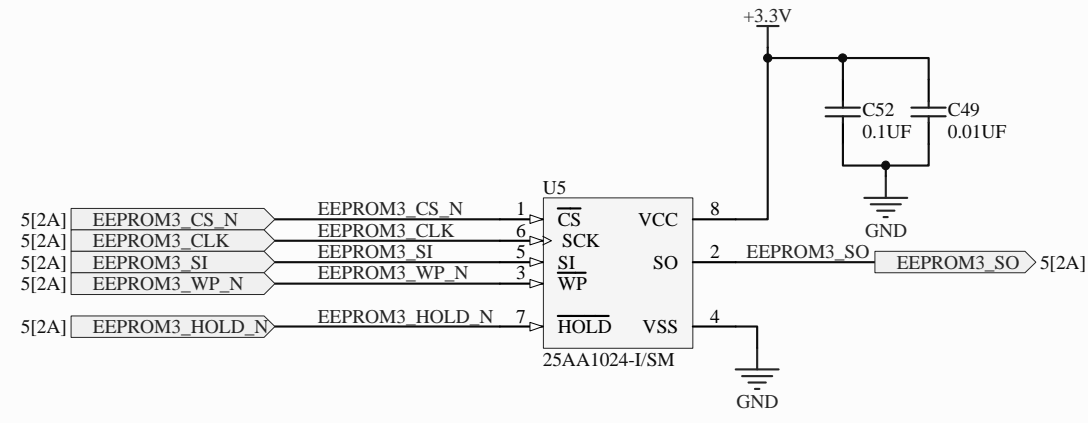 +3.3V
C52
0.1UF
C49
0.01UF
U5
5[2A] EEPROM3_CS_N EEPROM3_CS_N 1 CS VCC 8
5[2A] EEPROM3_CLK EEPROM3_CLK 6 SCK
5[2A] EEPROM3_SI EEPROM3_SI 5 SI SO 2 EEPROM3_SO EEPROM3_SO 5[2A]
5[2A] EEPROM3_WP_N EEPROM3_WP_N 3 WP
5[2A] EEPROM3_HOLD_N EEPROM3_HOLD_N 7 HOLD VSS 4
25AA1024-I/SM
GND
GND